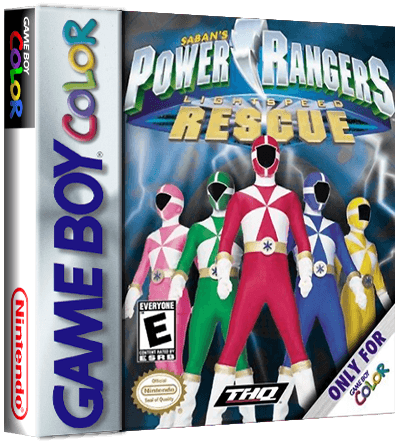 GAME BOY
COLOR
Nintendo
GAME BOY COLOR
SABAN'S
POWER RANGERS
LIGHTSPEED
RESCUE
EVERYONE
E
CONTENT RATED BY
ESRB
Official
Nintendo
Seal of Quality
THQ
ONLY FOR
GAME BOY
COLOR